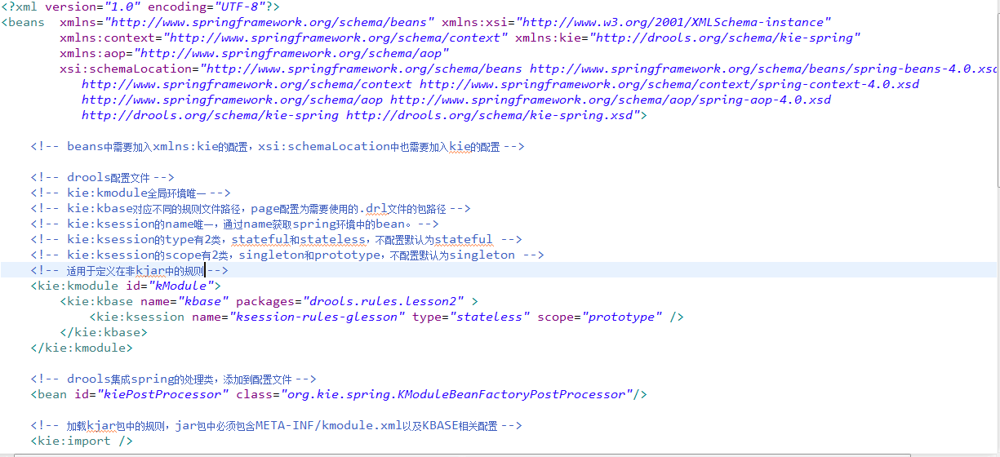 <?xml version="1.0" encoding="UTF-8"?>
<beans  xmlns="http://www.springframework.org/schema/beans" xmlns:xsi="http://www.w3.org/2001/XMLSchema-instance"
xmlns:context="http://www.springframework.org/schema/context" xmlns:kie="http://drools.org/schema/kie-spring"
xmlns:aop="http://www.springframework.org/schema/aop"
xsi:schemaLocation="http://www.springframework.org/schema/beans http://www.springframework.org/schema/beans/spring-beans-4.0.xsd
http://www.springframework.org/schema/context http://www.springframework.org/schema/context/spring-context-4.0.xsd
http://www.springframework.org/schema/aop http://www.springframework.org/schema/aop/spring-aop-4.0.xsd
http://drools.org/schema/kie-spring http://drools.org/schema/kie-spring.xsd">
<!-- beans中需要加入xmlns:kie的配置，xsi:schemaLocation中也需要加入kie的配置 -->
<!-- drools配置文件 -->
<!-- kie:kmodule全局环境唯一 -->
<!-- kie:kbase对应不同的规则文件路径，page配置为需要使用的.drl文件的包路径 -->
<!-- kie:ksession的name唯一，通过name获取spring环境中的bean。 -->
<!-- kie:ksession的type有2类，stateful和stateless，不配置默认为stateful -->
<!-- kie:ksession的scope有2类，singleton和prototype，不配置默认为singleton -->
<!-- 适用于定义在非kjar中的规则 -->
<kie:kmodule id="kModule">
<kie:kbase name="kbase" packages="drools.rules.lesson2" >
<kie:ksession name="ksession-rules-glesson" type="stateless" scope="prototype" />
</kie:kbase>
</kie:kmodule>
<!-- drools集成spring的处理类，添加到配置文件 -->
<bean id="kiePostProcessor" class="org.kie.spring.KModuleBeanFactoryPostProcessor"/>
<!-- 加载kjar包中的规则，jar包中必须包含META-INF/kmodule.xml以及KBASE相关配置 -->
<kie:import />